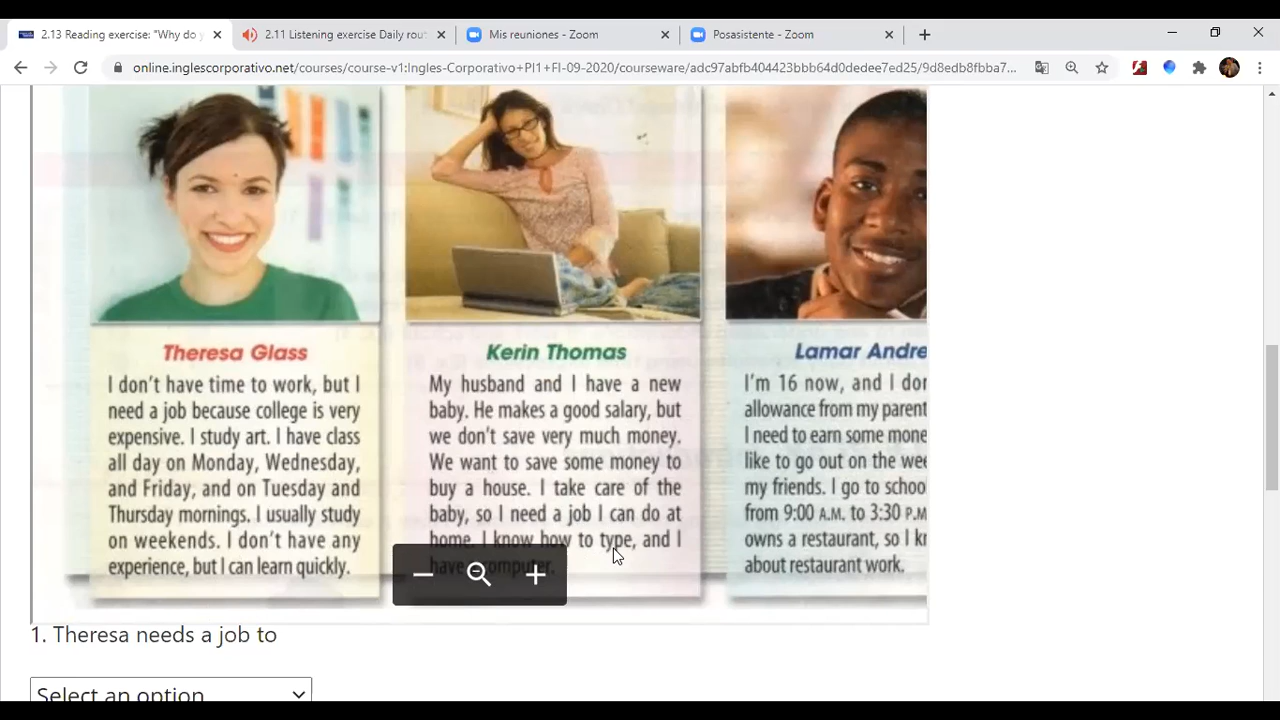 2.13 Reading exercise: "Why do y
2.11 Listening exercise Daily rout
Mis reuniones - Zoom
Posasistente - Zoom
online.inglescorporativo.net/courses/course-v1:Ingles-Corporativo+PI1+FI-09-2020/courseware/adc97abfb404423bbb64d0dedee7ed25/9d8edb8fbba7...
Theresa Glass
I don't have time to work, but I
need a job because college is very
expensive. I study art. I have class
all day on Monday, Wednesday,
and Friday, and on Tuesday and
Thursday mornings. I usually study
on weekends. I don't have any
experience, but I can learn quickly.
Kerin Thomas
My husband and I have a new
baby. He makes a good salary, but
we don't save very much money.
We want to save some money to
buy a house. I take care of the
baby, so I need a job I can do at
home. I know how to type, and I
have a computer.
Lamar Andre
I'm 16 now, and I don
allowance from my parent
I need to earn some mone
like to go out on the wee
my friends. I go to schoo
from 9:00 A.M. to 3:30 P.M
owns a restaurant, so I kn
about restaurant work.
1. Theresa needs a job to
Select an option